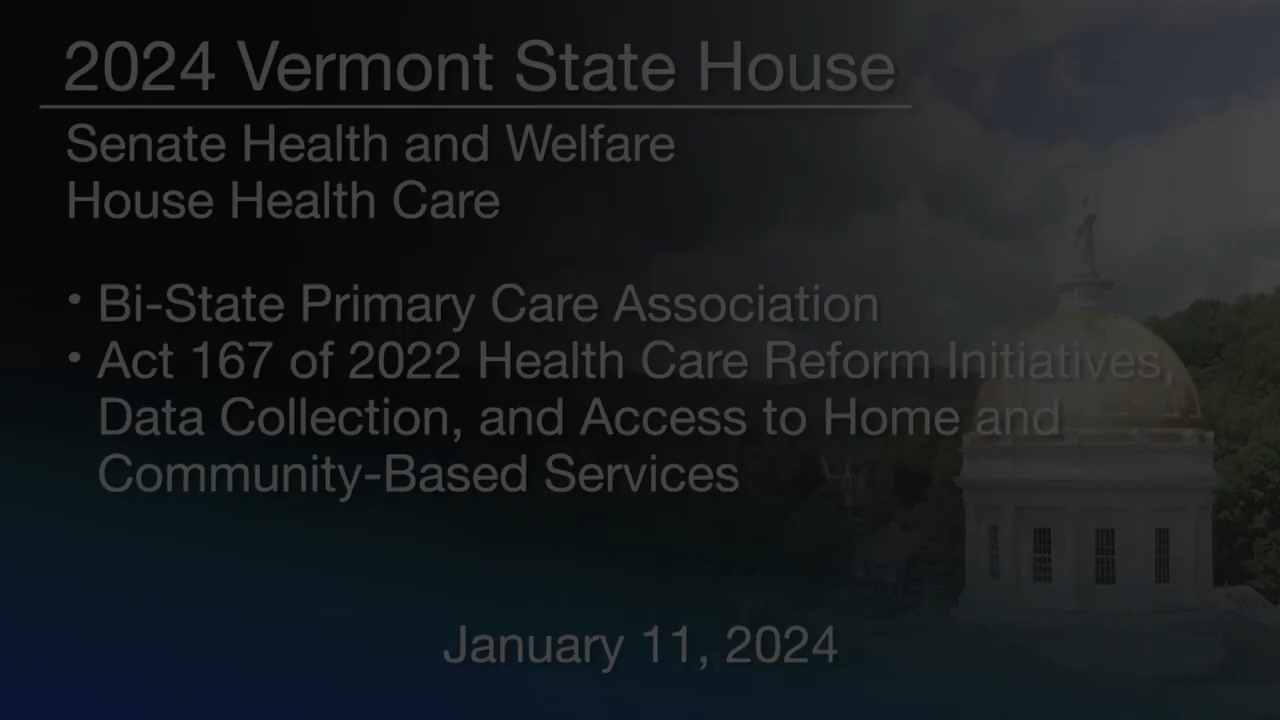 2024 Vermont State House
Senate Health and Welfare
House Health Care
• Bi-State Primary Care Association
• Act 167 of 2022 Health Care Reform Initiatives,
Data Collection, and Access to Home and
Community-Based Services
January 11, 2024